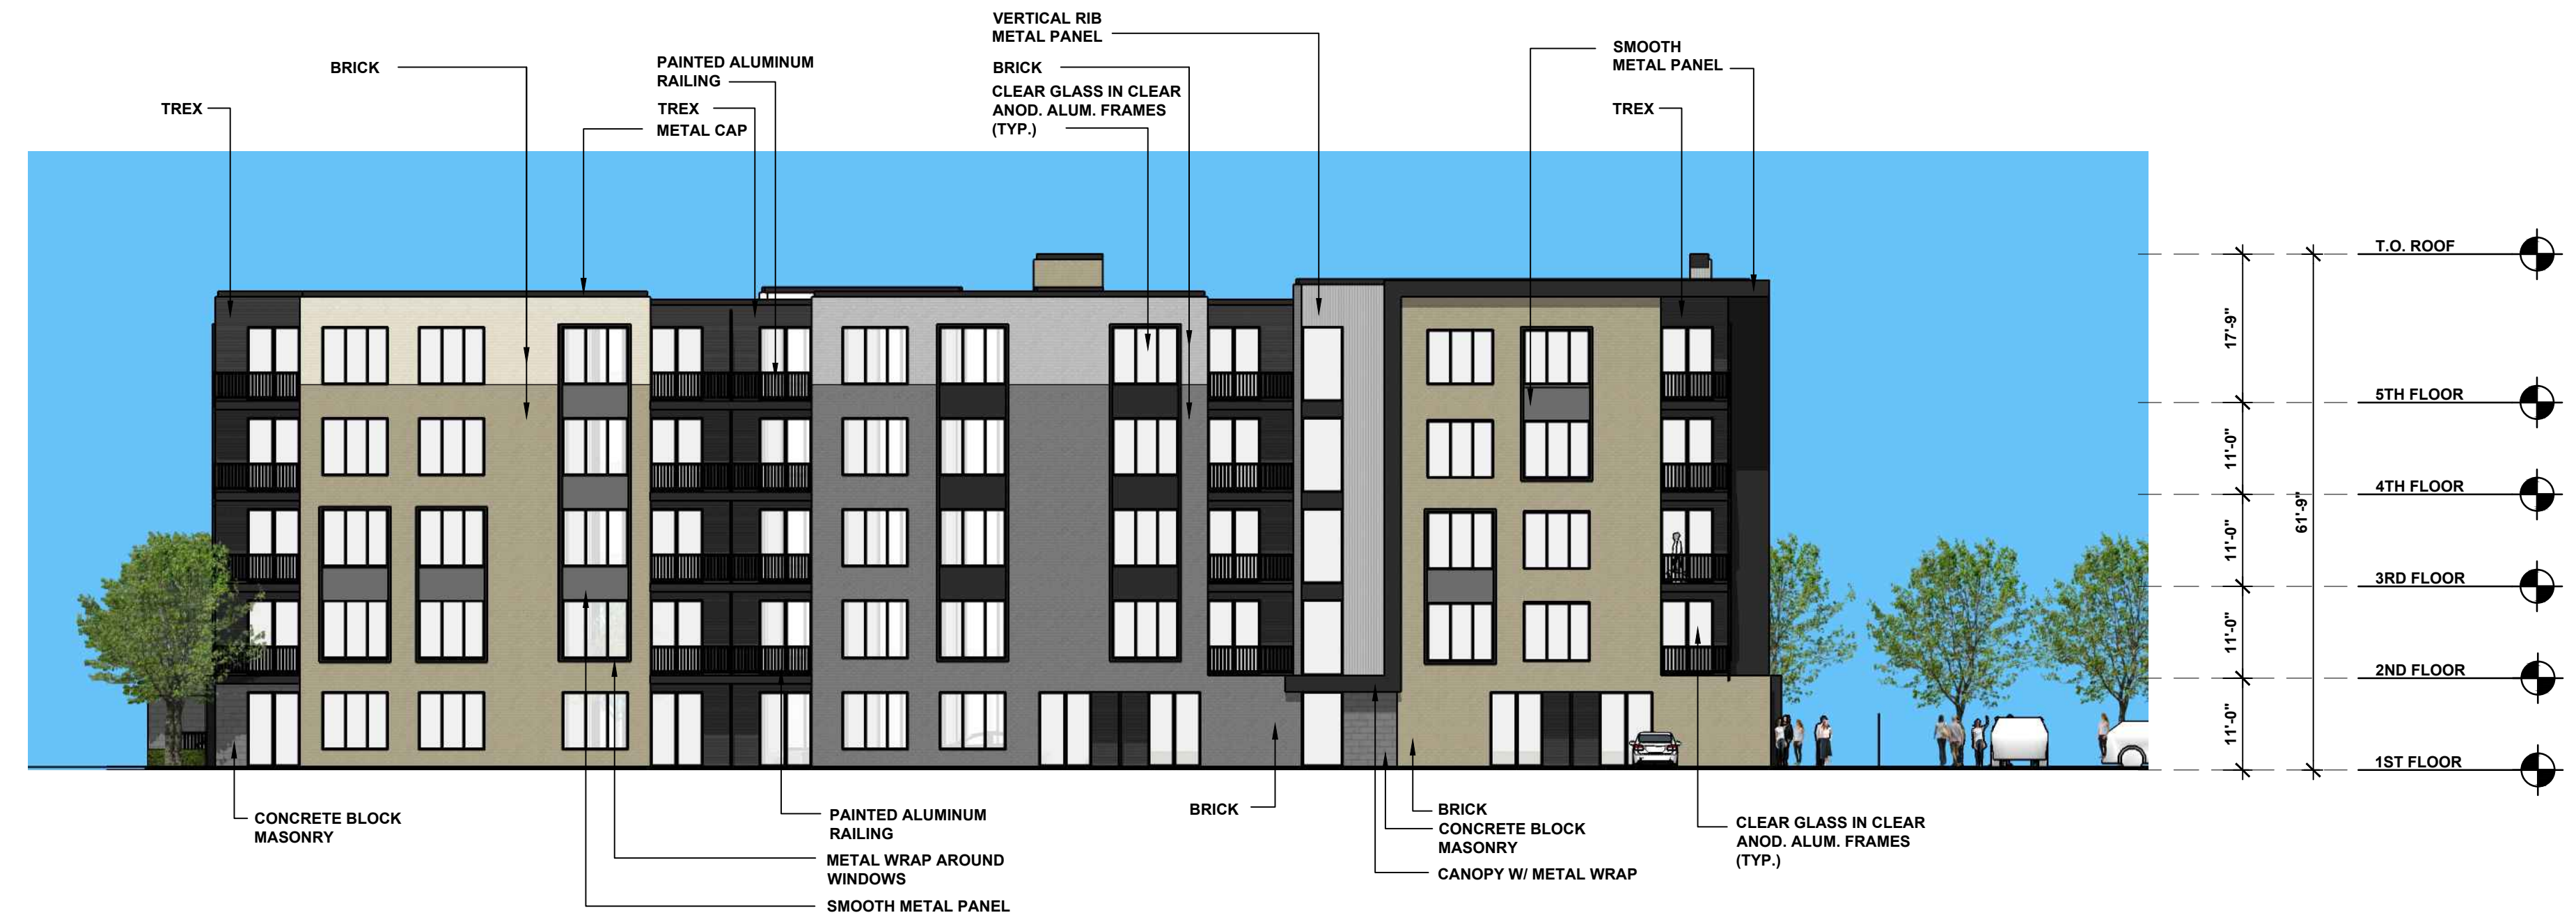 VERTICAL RIB
METAL PANEL
SMOOTH
METAL PANEL
BRICK
PAINTED ALUMINUM
RAILING
BRICK
CLEAR GLASS IN CLEAR
ANOD. ALUM. FRAMES
(TYP.)
TREX
TREX
METAL CAP
TREX
T.O. ROOF
17'-9"
5TH FLOOR
11'-0"
4TH FLOOR
61'-9"
11'-0"
3RD FLOOR
11'-0"
2ND FLOOR
11'-0"
1ST FLOOR
CONCRETE BLOCK
MASONRY
PAINTED ALUMINUM
RAILING
METAL WRAP AROUND
WINDOWS
SMOOTH METAL PANEL
BRICK
BRICK
CONCRETE BLOCK
MASONRY
CANOPY W/ METAL WRAP
CLEAR GLASS IN CLEAR
ANOD. ALUM. FRAMES
(TYP.)